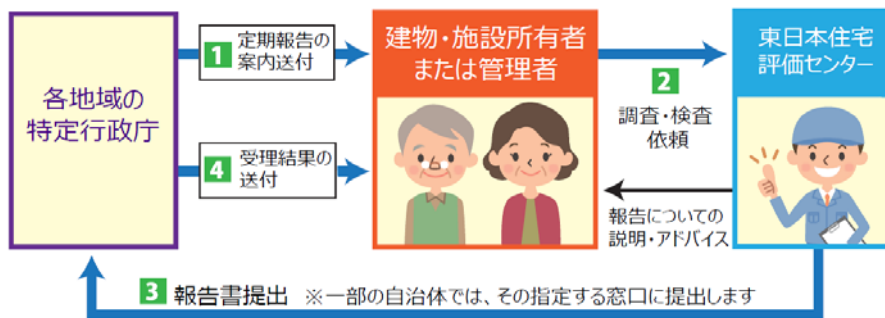 各地域の
特定行政庁
1 定期報告の
案内送付
4 受理結果の
送付
建物・施設所有者
または管理者
2
調査・検査
依頼
報告についての
説明・アドバイス
東日本住宅
評価センター
3 報告書提出 ※一部の自治体では、その指定する窓口に提出します